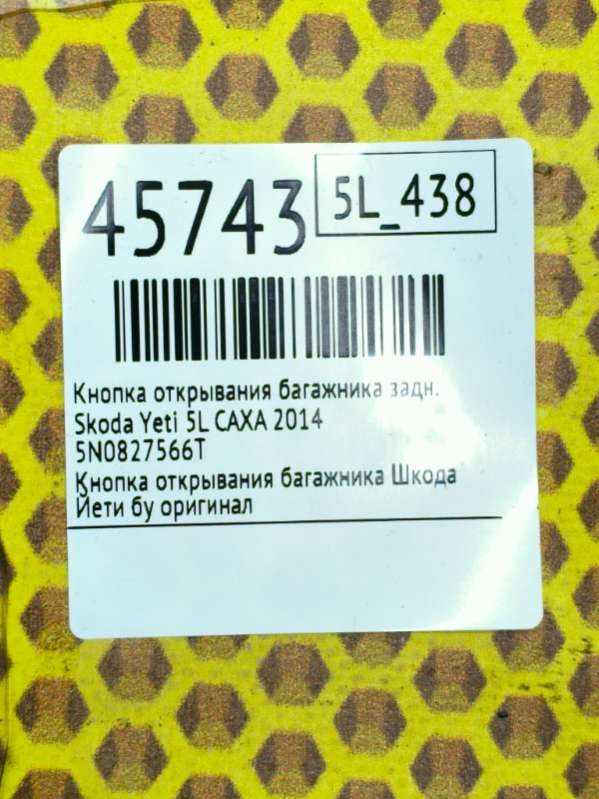 45743
5L_438
Кнопка открывания багажника задн.
Skoda Yeti 5L CAXA 2014
5N0827566T
Кнопка открывания багажника Шкода
Йети бу оригинал